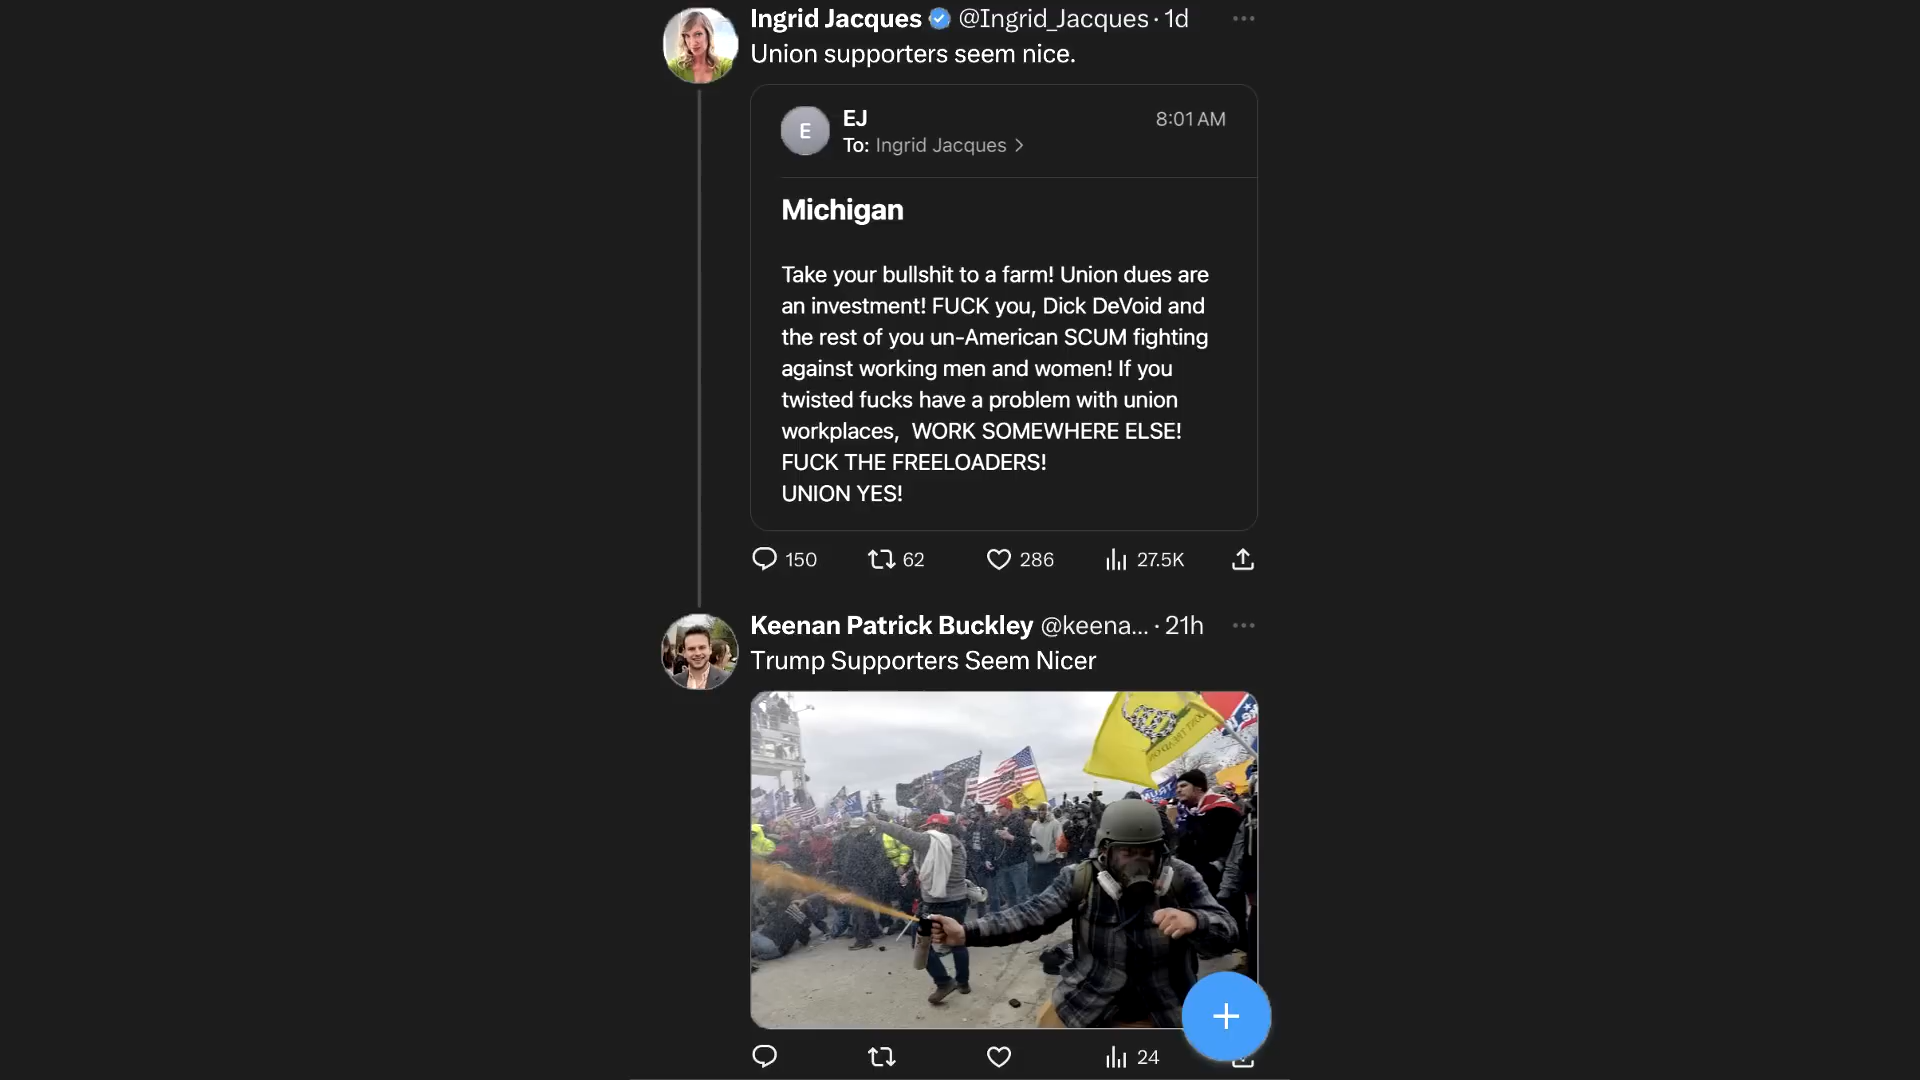 Ingrid Jacques @Ingrid_Jacques · 1d
Union supporters seem nice.
E
EJ
8:01 AM
To: Ingrid Jacques
Michigan
Take your bullshit to a farm! Union dues are
an investment! FUCK you, Dick DeVoid and
the rest of you un-American SCUM fighting
against working men and women! If you
twisted fucks have a problem with union
workplaces,  WORK SOMEWHERE ELSE!
FUCK THE FREELOADERS!
UNION YES!
150 62 286 27.5K
Keenan Patrick Buckley @keena... · 21h
Trump Supporters Seem Nicer
24